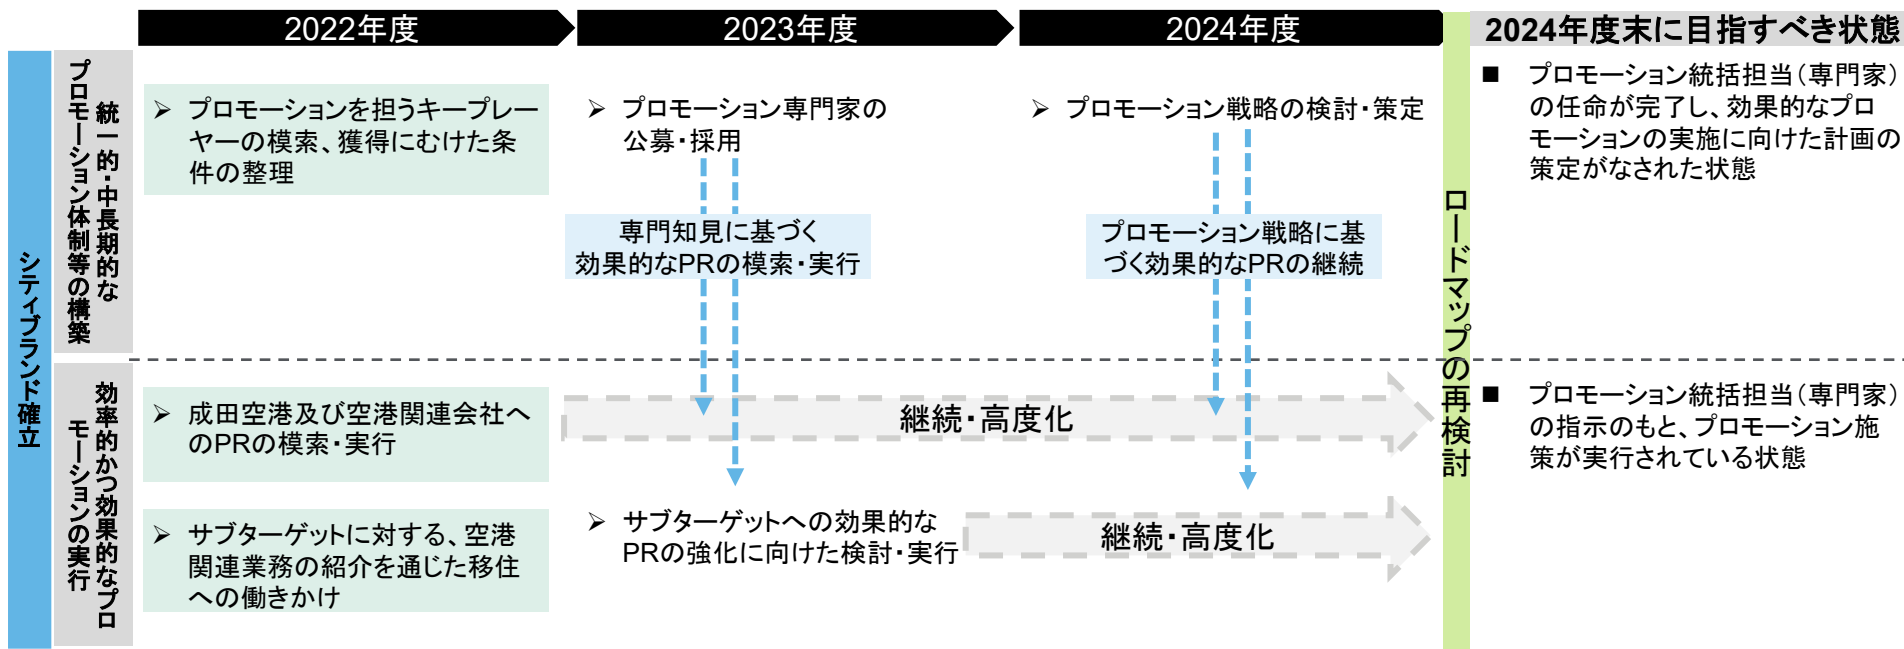 2022年度
2023年度
2024年度
2024年度末に目指すべき状態
シティブランド確立
統一的・中長期的な
プロモーション体制等の構築
➢ プロモーションを担うキープレー
ヤーの模索、獲得にむけた条
件の整理
➢ プロモーション専門家の
公募・採用
➢ プロモーション戦略の検討・策定
専門知見に基づく
効果的なPRの模索・実行
プロモーション戦略に基
づく効果的なPRの継続
ロードマップの再検討
■ プロモーション統括担当（専門家）
の任命が完了し、効果的なプロ
モーションの実施に向けた計画の
策定がなされた状態
効率的かつ効果的なプロ
モーションの実行
➢ 成田空港及び空港関連会社へ
のPRの模索・実行
継続・高度化
■ プロモーション統括担当（専門家）
の指示のもと、プロモーション施
策が実行されている状態
➢ サブターゲットに対する、空港
関連業務の紹介を通じた移住
への働きかけ
➢ サブターゲットへの効果的な
PRの強化に向けた検討・実行
継続・高度化